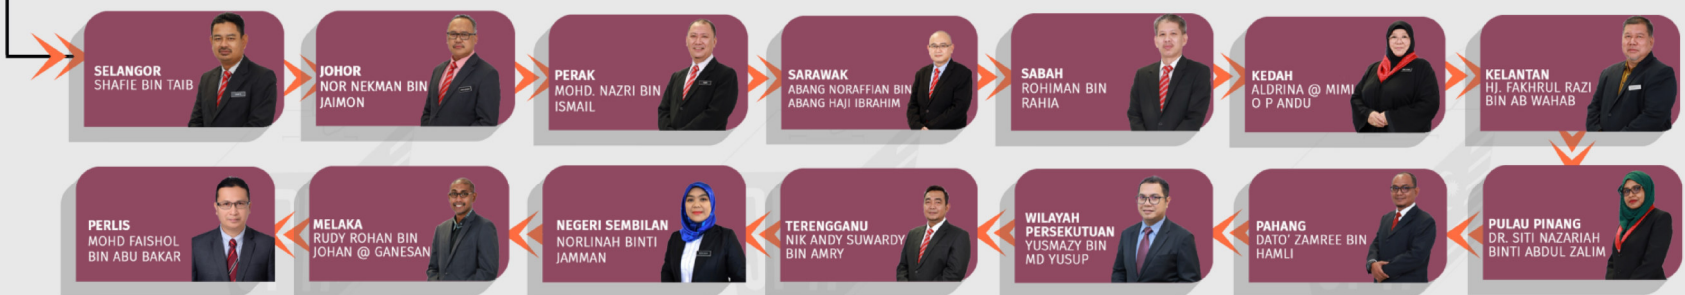 SELANGOR
SHAFIE BIN TAIB
JOHOR
NOR NEKMAN BIN
JAIMON
PERAK
MOHD. NAZRI BIN
ISMAIL
SARAWAK
ABANG NORAFFIAN BIN
ABANG HAJI IBRAHIM
SABAH
ROHIMAN BIN
RAHIA
KEDAH
ALDRINA @ MIMI
O P ANDU
KELANTAN
HJ. FAKHRUL RAZI
BIN AB WAHAB
PULAU PINANG
DR. SITI NAZARIAH
BINTI ABDUL ZALIM
PAHANG
DATO' ZAMREE BIN
HAMLI
WILAYAH
PERSEKUTUAN
YUSMAZY BIN
MD YUSUP
TERENGGANU
NIK ANDY SUWARDY
BIN AMRY
NEGERI SEMBILAN
NORLINAH BINTI
JAMMAN
MELAKA
RUDY ROHAN BIN
JOHAN @ GANESAN
PERLIS
MOHD FAISHOL
BIN ABU BAKAR